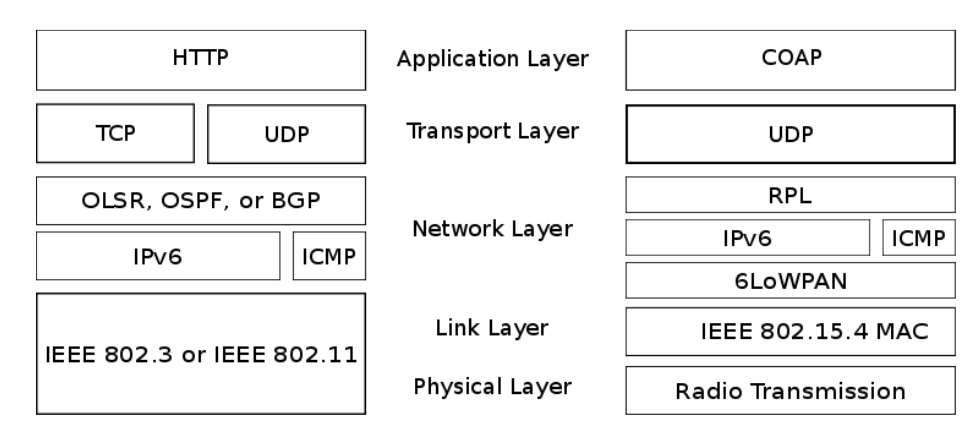 HTTP
Application Layer
COAP
TCP
UDP
Transport Layer
UDP
OLSR, OSPF, or BGP
RPL
Network Layer
IPv6
ICMP
IPv6
ICMP
6LoWPAN
Link Layer
IEEE 802.15.4 MAC
IEEE 802.3 or IEEE 802.11
Physical Layer
Radio Transmission